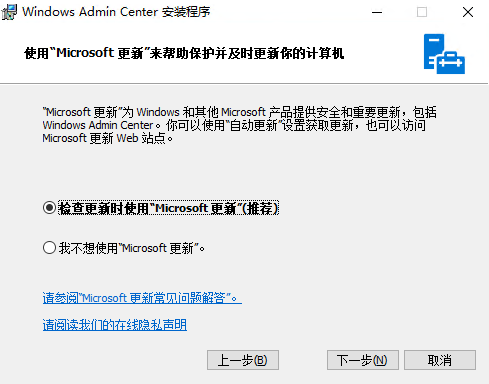 Windows Admin Center 安装程序
使用“Microsoft 更新”来帮助保护并及时更新你的计算机
“Microsoft 更新”为 Windows 和其他 Microsoft 产品提供安全和重要更新，包括
Windows Admin Center。你可以使用“自动更新”设置获取更新，也可以访问
Microsoft 更新 Web 站点。
检查更新时使用“Microsoft 更新”(推荐)
我不想使用“Microsoft 更新”。
请参阅“Microsoft 更新常见问题解答”。
请阅读我们的在线隐私声明
上一步(B) 下一步(N) 取消